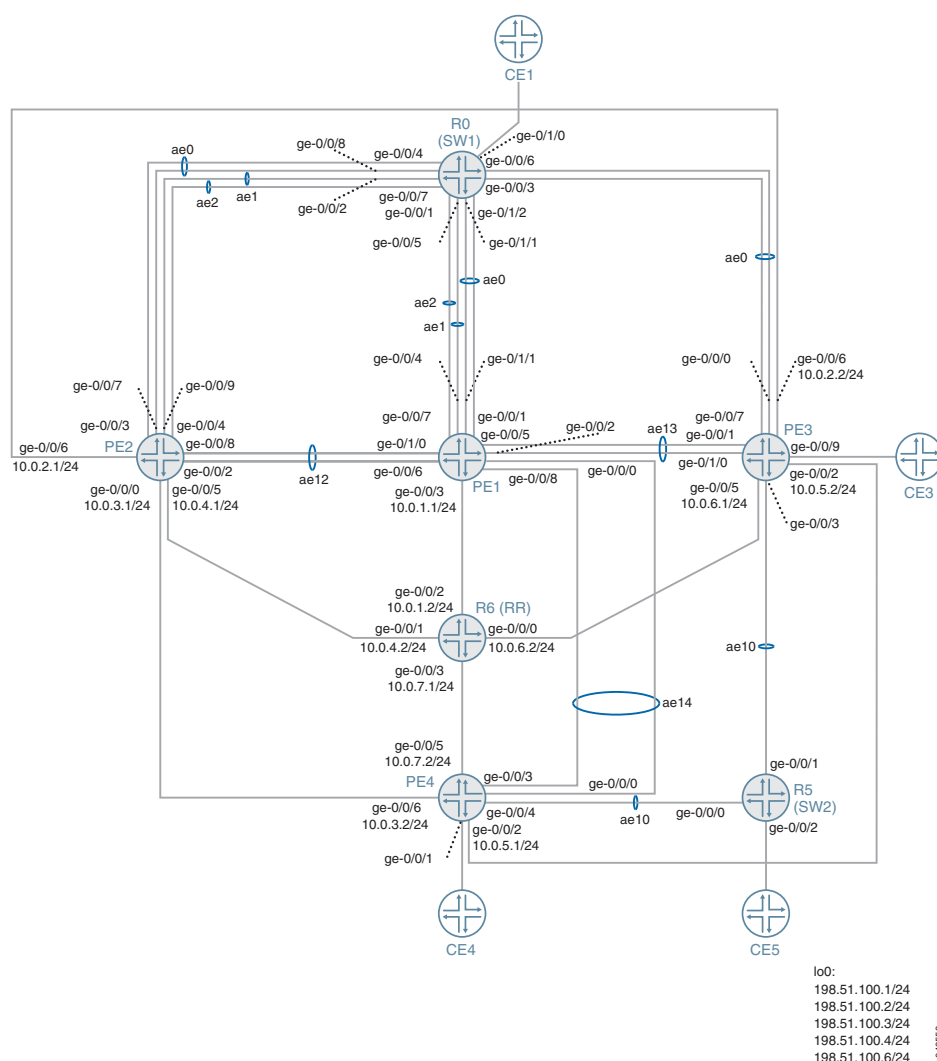 CE1
R0
(SW1)
ge-0/1/0
ge-0/0/8
ge-0/0/4
ae0
ge-0/0/6
ge-0/0/3
ae1
ae2
ge-0/0/2
ge-0/0/7
ge-0/0/1
ge-0/1/2
ge-0/0/5
ge-0/1/1
ae0
ae0
ae2
ae1
ge-0/0/4
ge-0/1/1
ge-0/0/0
ge-0/0/6
10.0.2.2/24
ge-0/0/7
ge-0/0/9
ge-0/0/3
ge-0/0/4
ge-0/0/7
ge-0/0/1
ge-0/0/2
ae13
ge-0/0/7
PE3
ge-0/0/6
PE2
ge-0/0/8
ge-0/1/0
ge-0/0/5
ge-0/0/1
ge-0/0/9
10.0.2.1/24
ge-0/0/2
ae12
ge-0/0/6
PE1
ge-0/0/8
ge-0/0/0
ge-0/1/0
ge-0/0/2
10.0.5.2/24
CE3
ge-0/0/0
10.0.3.1/24
ge-0/0/5
10.0.4.1/24
ge-0/0/3
10.0.1.1/24
ge-0/0/5
10.0.6.1/24
ge-0/0/3
ge-0/0/2
10.0.1.2/24
R6 (RR)
ge-0/0/1
10.0.4.2/24
ge-0/0/0
10.0.6.2/24
ge-0/0/3
10.0.7.1/24
ae10
ae14
ge-0/0/5
10.0.7.2/24
PE4
ge-0/0/3
ge-0/0/0
ge-0/0/1
R5
(SW2)
ge-0/0/6
10.0.3.2/24
ge-0/0/4
ae10
ge-0/0/0
ge-0/0/2
10.0.5.1/24
ge-0/0/2
ge-0/0/1
CE4
CE5
lo0:
198.51.100.1/24
198.51.100.2/24
198.51.100.3/24
198.51.100.4/24
198.51.100.6/24